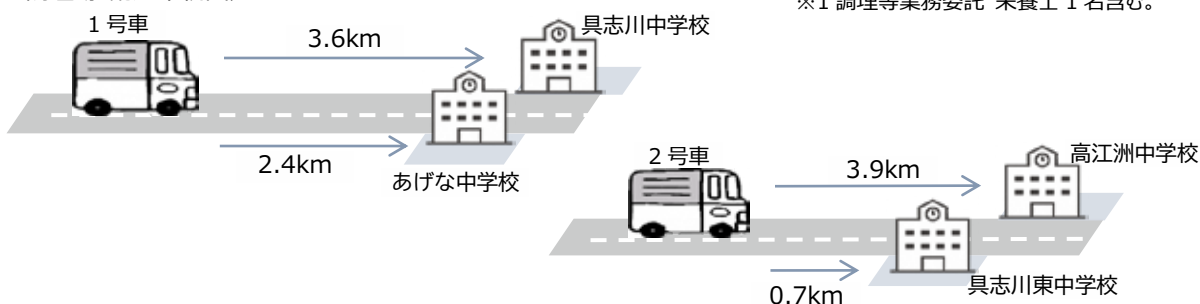 ※1 調理等業務委託 栄養士 1 名含む。
1 号車
3.6km
具志川中学校
2.4km
あげな中学校
2 号車
3.9km
高江洲中学校
0.7km
具志川東中学校